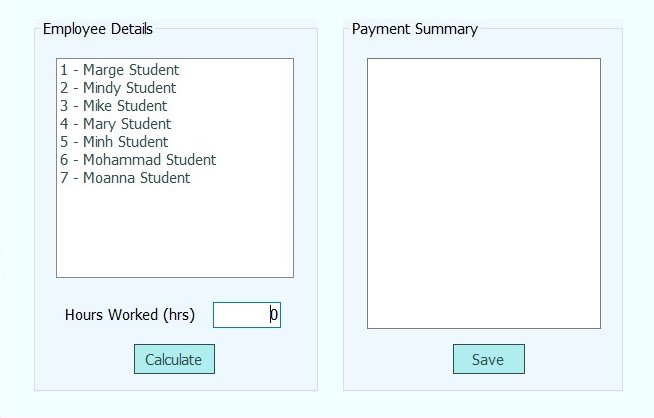 Employee Details
1 - Marge Student
2 - Mindy Student
3 - Mike Student
4 - Mary Student
5 - Minh Student
6 - Mohammad Student
7 - Moanna Student
Hours Worked (hrs) 0
Calculate
Payment Summary
Save